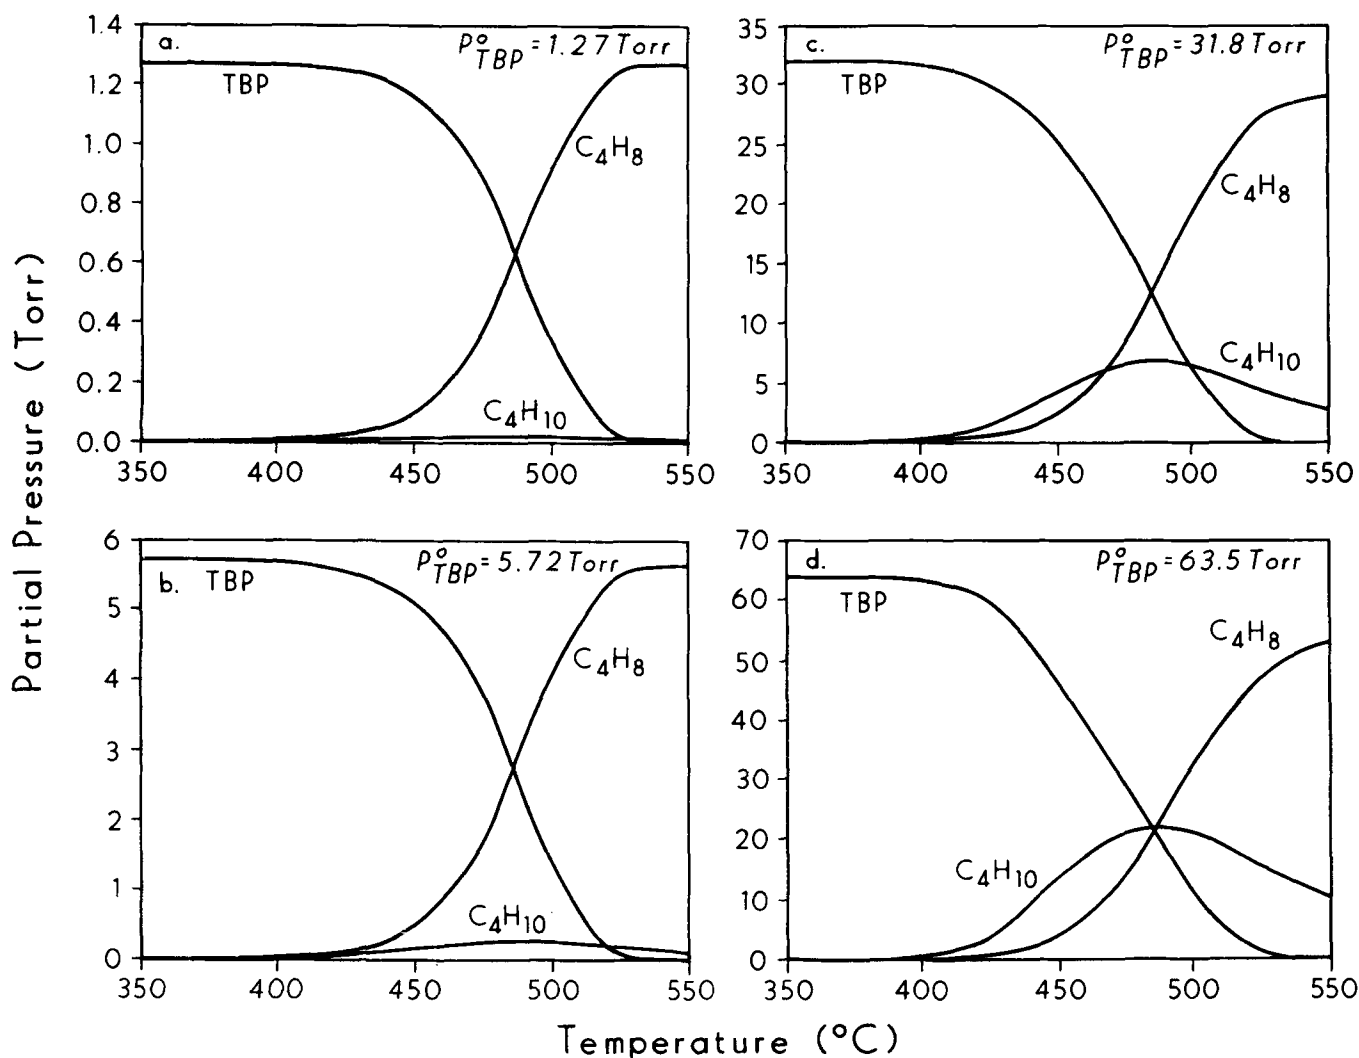 Partial Pressure (Torr)
a.
P°TBP = 1.27 Torr
TBP
C4H8
C4H10
1.4
1.2
1.0
0.8
0.6
0.4
0.2
0.0
350 400 450 500 550
c.
P°TBP = 31.8 Torr
TBP
C4H8
C4H10
35
30
25
20
15
10
5
0
350 400 450 500 550
b.
P°TBP = 5.72 Torr
TBP
C4H8
C4H10
6
5
4
3
2
1
0
350 400 450 500 550
d.
P°TBP = 63.5 Torr
TBP
C4H8
C4H10
70
60
50
40
30
20
10
0
350 400 450 500 550
Temperature (°C)